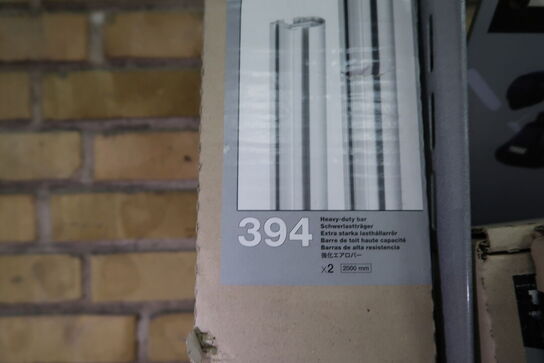 394
Heavy-duty bar
Schwerlastträger
Extra starka lasthållarrör
Barre de toit haute capacité
Barras de alta resistencia
強化エアロバー
x2 2000 mm